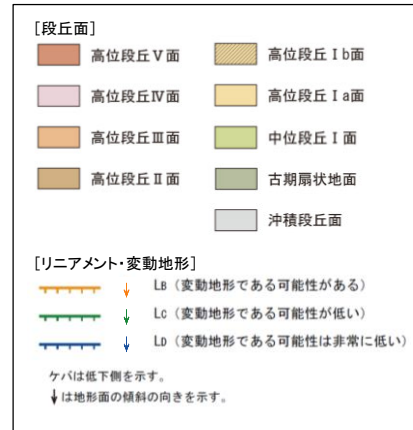 [段丘面]
高位段丘Ⅴ面
高位段丘Ⅰb面
高位段丘Ⅳ面
高位段丘Ⅰa面
高位段丘Ⅲ面
中位段丘Ⅰ面
高位段丘Ⅱ面
古期扇状地面
沖積段丘面
[リニアメント・変動地形]
LB（変動地形である可能性がある）
LC（変動地形である可能性が低い）
LD（変動地形である可能性は非常に低い）
ケバは低下側を示す。
↓は地形面の傾斜の向きを示す。